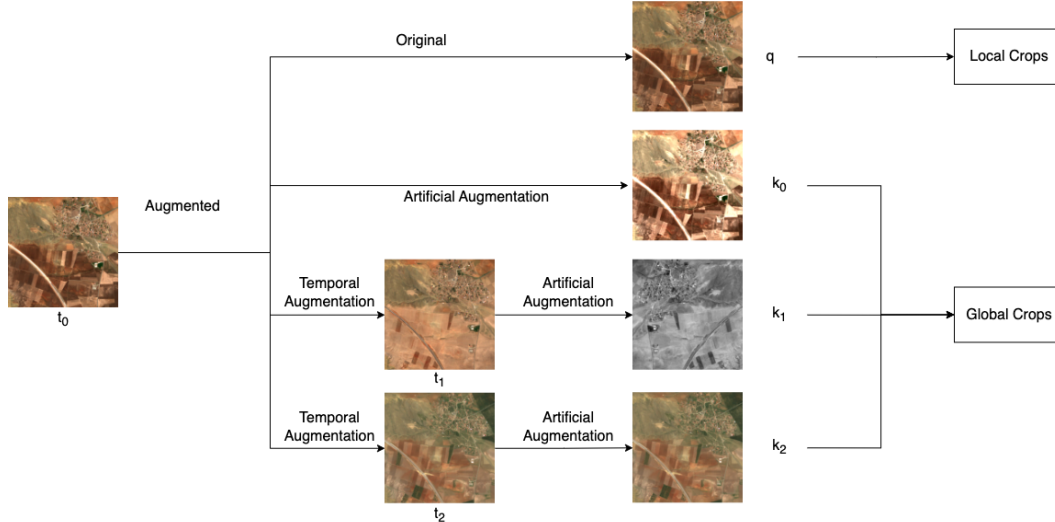 Original
q
Local Crops
Augmented
Artificial Augmentation
k0
t0
Temporal
Augmentation
Artificial
Augmentation
k1
Global Crops
t1
Temporal
Augmentation
Artificial
Augmentation
k2
t2